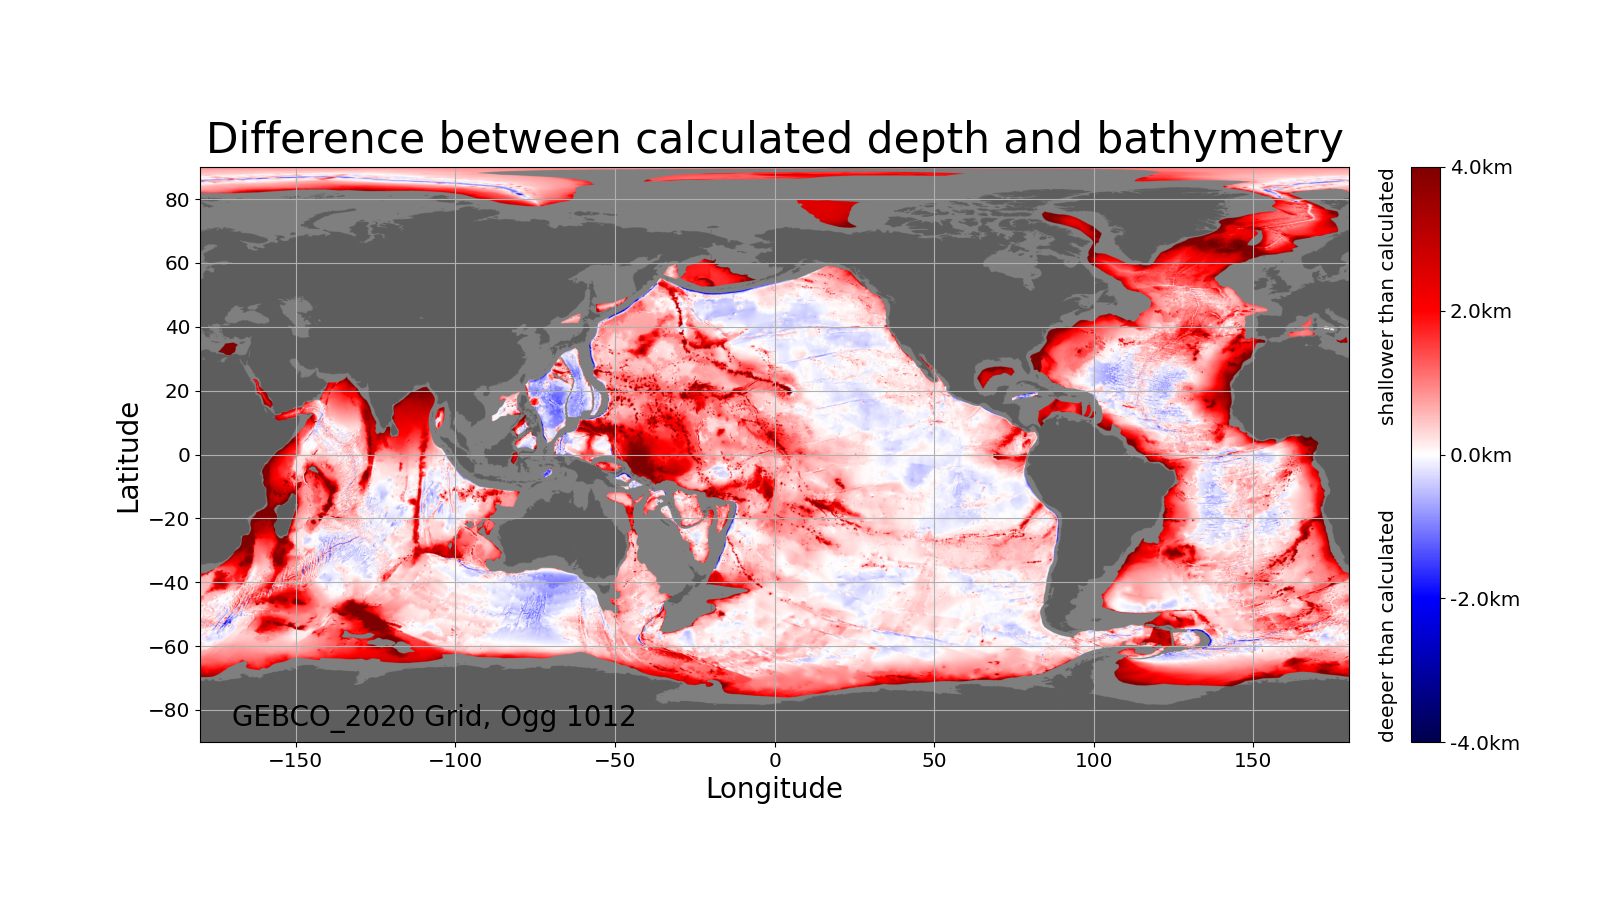 Difference between calculated depth and bathymetry
80
60
40
20
0
−20
−40
−60
−80
Latitude
GEBCO_2020 Grid, Ogg 1012
−150
−100
−50
0
50
100
150
Longitude
shallower than calculated
deeper than calculated
4.0km
2.0km
0.0km
-2.0km
-4.0km